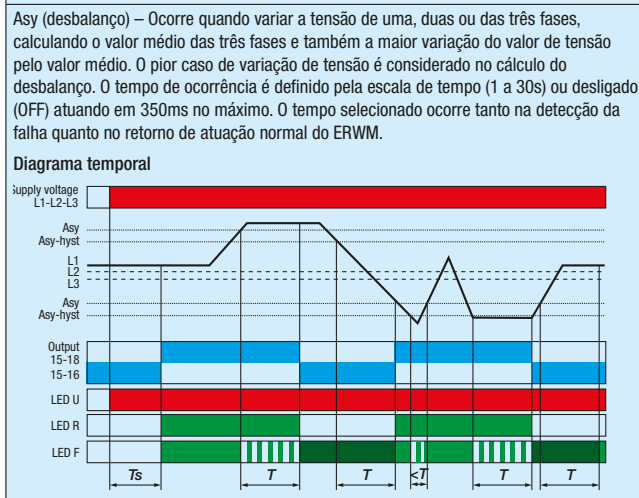 Asy (desbalanço) – Ocorre quando variar a tensão de uma, duas ou das três fases,
calculando o valor médio das três fases e também a maior variação do valor de tensão
pelo valor médio. O pior caso de variação de tensão é considerado no cálculo do
desbalanço. O tempo de ocorrência é definido pela escala de tempo (1 a 30s) ou desligado
(OFF) atuando em 350ms no máximo. O tempo selecionado ocorre tanto na detecção da
falha quanto no retorno de atuação normal do ERWM.
Diagrama temporal
Supply voltage
L1-L2-L3
Asy
Asy-hyst
L1
L2
L3
Asy
Asy-hyst
Output
15-18
15-16
LED U
LED R
LED F
Ts T T <T T T